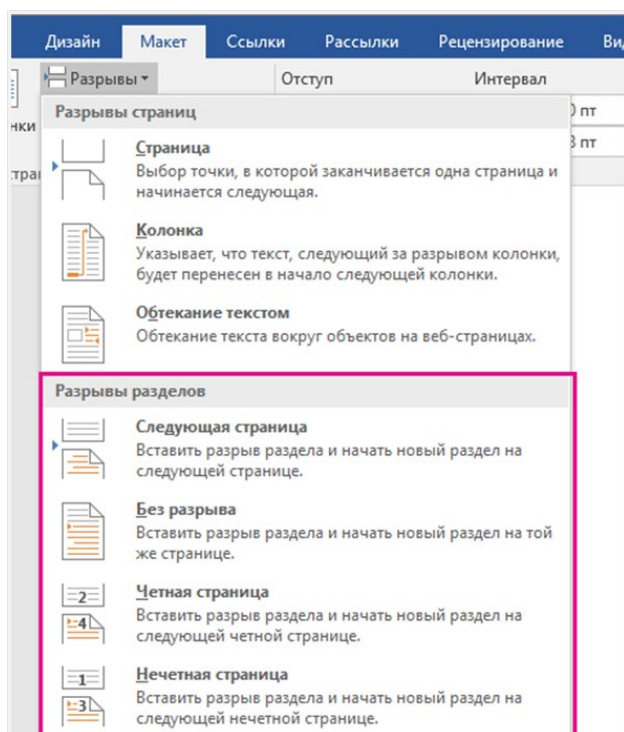 Дизайн Макет Ссылки Рассылки Рецензирование
Разрывы Отступ Интервал
Разрывы страниц
пт
Страница
Выбор точки, в которой заканчивается одна страница и
начинается следующая.
пт
Колонка
Указывает, что текст, следующий за разрывом колонки,
будет перенесен в начало следующей колонки.
Обтекание текстом
Обтекание текста вокруг объектов на веб-страницах.
Разрывы разделов
Следующая страница
Вставить разрыв раздела и начать новый раздел на
следующей странице.
Без разрыва
Вставить разрыв раздела и начать новый раздел на той
же странице.
2
4
Четная страница
Вставить разрыв раздела и начать новый раздел на
следующей четной странице.
1
3
Нечетная страница
Вставить разрыв раздела и начать новый раздел на
следующей нечетной странице.